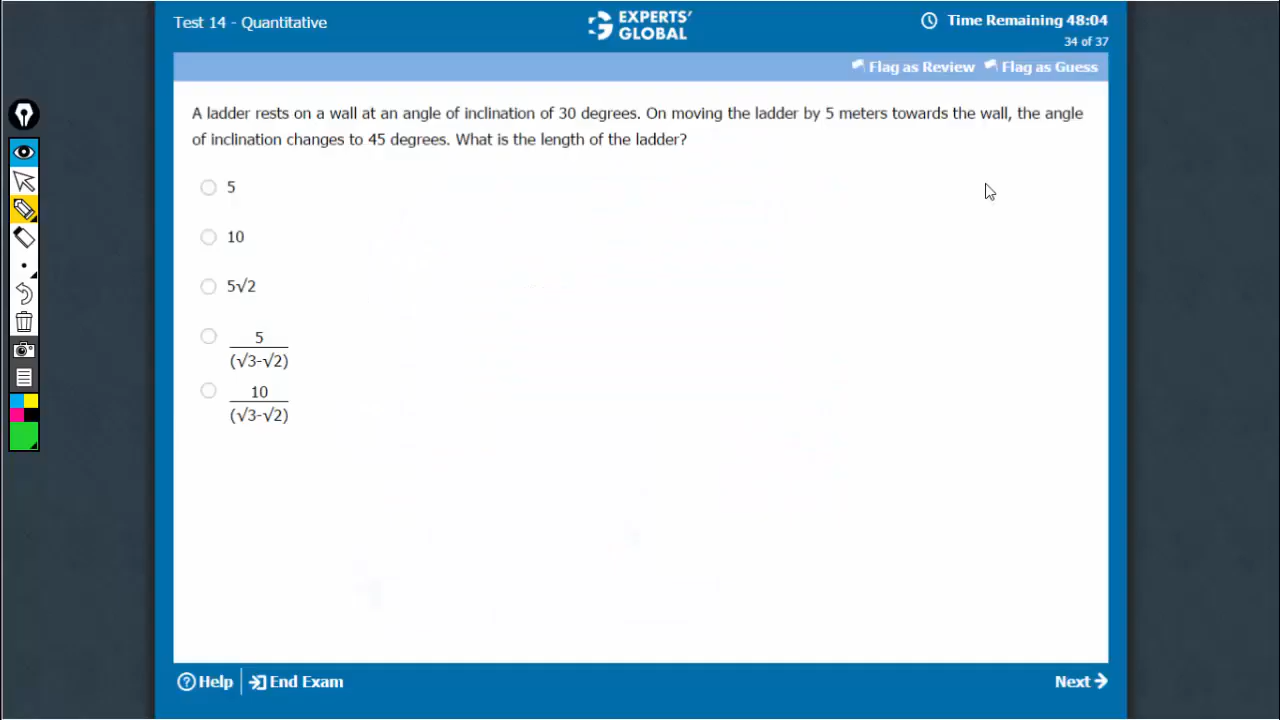 Test 14 - Quantitative
EXPERTS'
GLOBAL
Time Remaining 48:04
34 of 37
Flag as Review
Flag as Guess
A ladder rests on a wall at an angle of inclination of 30 degrees. On moving the ladder by 5 meters towards the wall, the angle
of inclination changes to 45 degrees. What is the length of the ladder?
5
10
5√2
5
(√3-√2)
10
(√3-√2)
Help
End Exam
Next